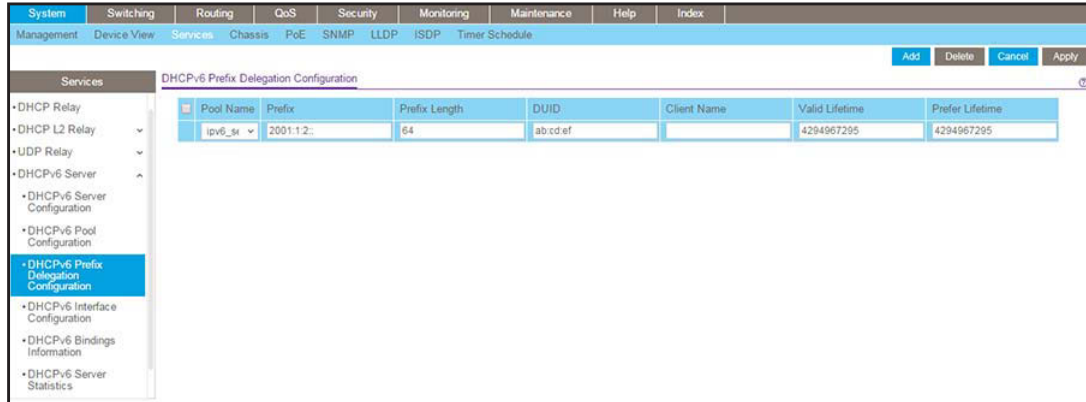 System Switching Routing QoS Security Monitoring Maintenance Help Index
Management Device View Services Chassis PoE SNMP LLDP ISDP Timer Schedule
Add Delete Cancel Apply
Services
DHCPv6 Prefix Delegation Configuration
Pool Name Prefix Prefix Length DUID Client Name Valid Lifetime Prefer Lifetime
ipv6_se 2001:1:2:: 64 ab:cd:ef 4294967295 4294967295
•DHCP Relay
•DHCP L2 Relay
•UDP Relay
•DHCPv6 Server
•DHCPv6 Server
Configuration
•DHCPv6 Pool
Configuration
•DHCPv6 Prefix
Delegation
Configuration
•DHCPv6 Interface
Configuration
•DHCPv6 Bindings
Information
•DHCPv6 Server
Statistics